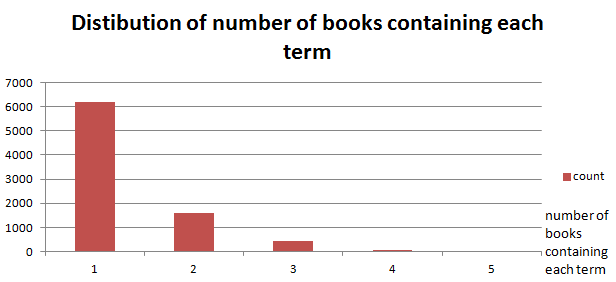 Distibution of number of books containing each
term
7000
6000
5000
4000
3000
2000
1000
0
1 2 3 4 5
count
number of
books
containing
each term